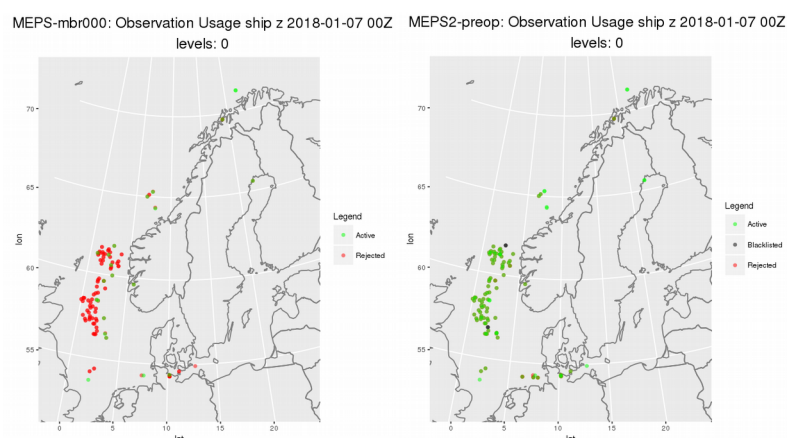 MEPS-mbr000: Observation Usage ship z 2018-01-07 00Z
levels: 0
70
65
60
55
lon
0
5
10
15
20
lat
Legend
Active
Rejected
MEPS2-preop: Observation Usage ship z 2018-01-07 00Z
levels: 0
70
65
60
55
lon
0
5
10
15
20
Legend
Active
Blacklisted
Rejected